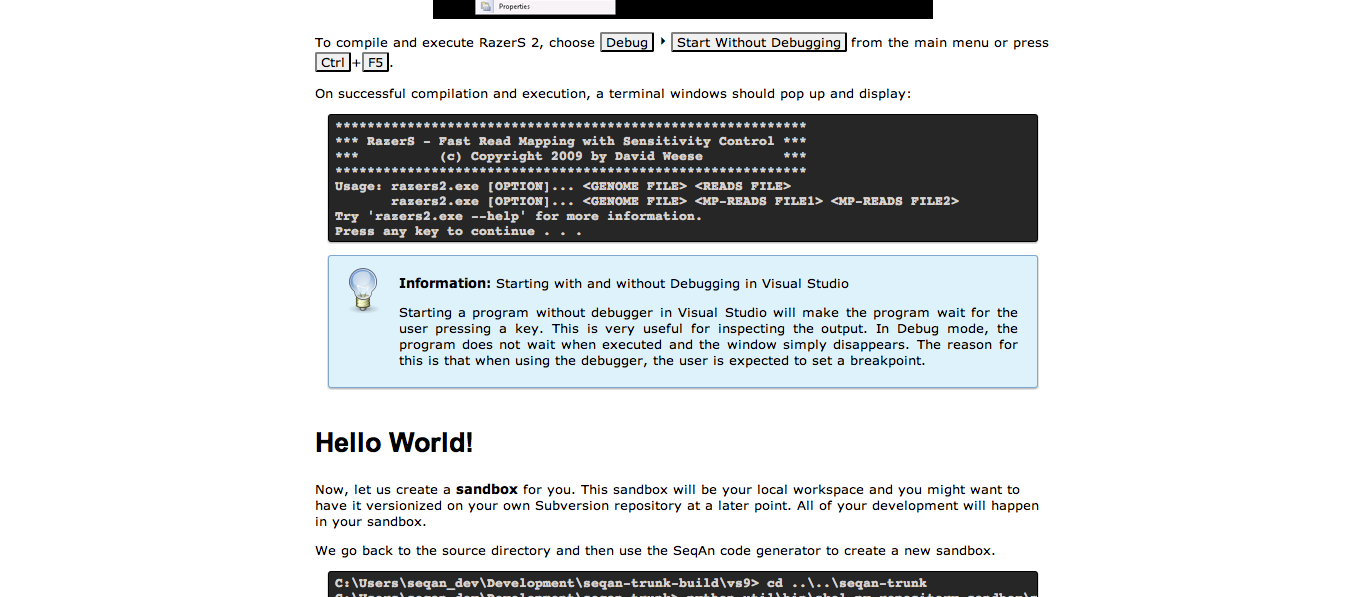 Properties
To compile and execute RazerS 2, choose Debug ‣ Start Without Debugging from the main menu or press
Ctrl+F5.
On successful compilation and execution, a terminal windows should pop up and display:
***********************************************************
*** RazerS - Fast Read Mapping with Sensitivity Control ***
***          (c) Copyright 2009 by David Weese          ***
***********************************************************
Usage: razers2.exe [OPTION]... <GENOME FILE> <READS FILE>
       razers2.exe [OPTION]... <GENOME FILE> <MP-READS FILE1> <MP-READS FILE2>
Try 'razers2.exe --help' for more information.
Press any key to continue . . .
Information: Starting with and without Debugging in Visual Studio
Starting a program without debugger in Visual Studio will make the program wait for the
user pressing a key. This is very useful for inspecting the output. In Debug mode, the
program does not wait when executed and the window simply disappears. The reason for
this is that when using the debugger, the user is expected to set a breakpoint.
Hello World!
Now, let us create a sandbox for you. This sandbox will be your local workspace and you might want to
have it versionized on your own Subversion repository at a later point. All of your development will happen
in your sandbox.
We go back to the source directory and then use the SeqAn code generator to create a new sandbox.
C:\Users\seqan_dev\Development\seqan-trunk-build\vs9> cd ..\..\seqan-trunk